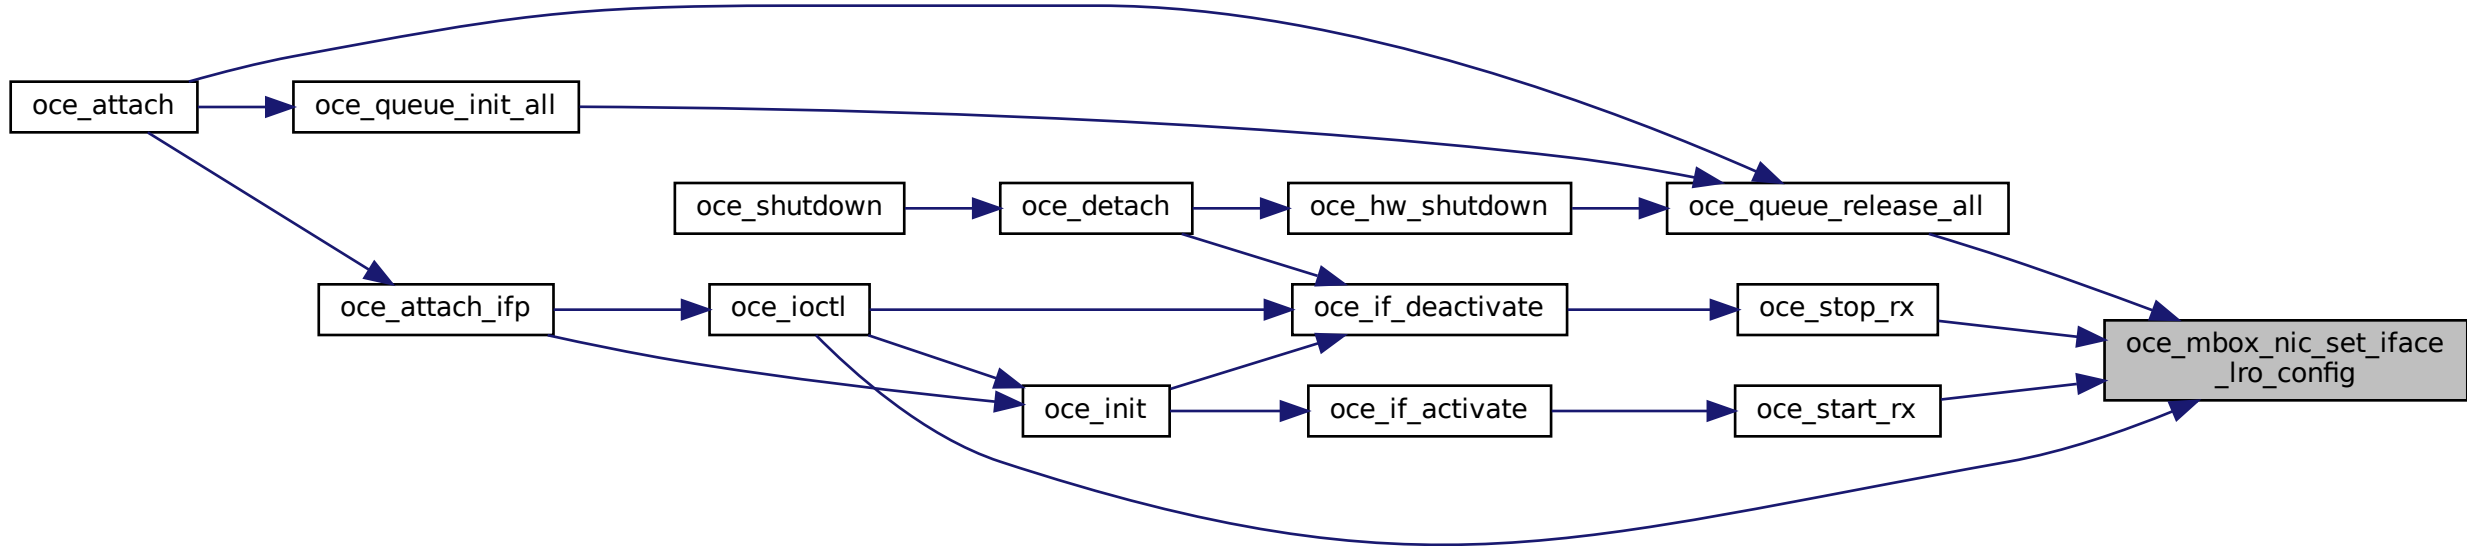 oce_attach
oce_queue_init_all
oce_shutdown
oce_detach
oce_hw_shutdown
oce_queue_release_all
oce_attach_ifp
oce_ioctl
oce_if_deactivate
oce_stop_rx
oce_mbox_nic_set_iface
_lro_config
oce_init
oce_if_activate
oce_start_rx